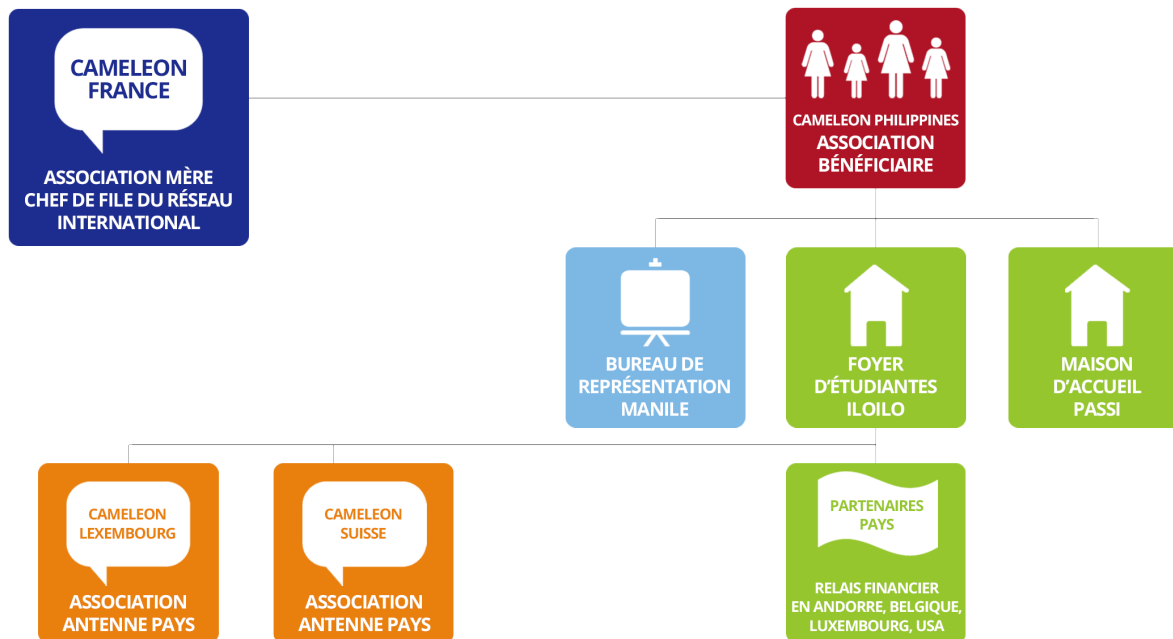 CAMELEON
FRANCE
ASSOCIATION MÈRE
CHEF DE FILE DU RÉSEAU
INTERNATIONAL
CAMELEON PHILIPPINES
ASSOCIATION
BÉNÉFICIAIRE
BUREAU DE
REPRÉSENTATION
MANILE
FOYER
D'ÉTUDIANTES
ILOILO
MAISON
D'ACCUEIL
PASSI
CAMELEON
LEXEMBOURG
ASSOCIATION
ANTENNE PAYS
CAMELEON
SUISSE
ASSOCIATION
ANTENNE PAYS
PARTENAIRES
PAYS
RELAIS FINANCIER
EN ANDORRE, BELGIQUE,
LUXEMBOURG, USA